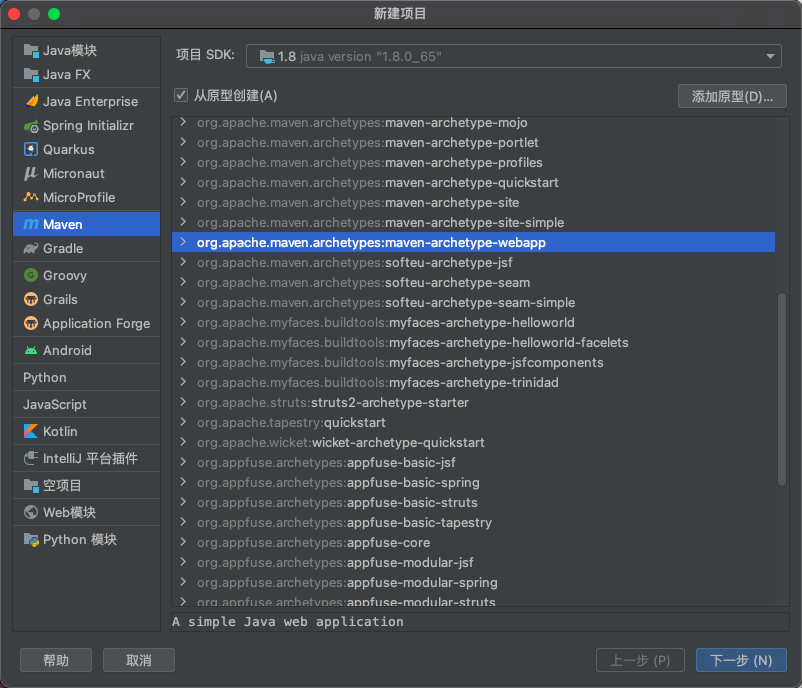 新建项目
Java模块
Java FX
Java Enterprise
Spring Initializr
Quarkus
Micronaut
MicroProfile
m Maven
Gradle
G Groovy
Grails
Application Forge
Android
Python
JavaScript
Kotlin
IntelliJ 平台插件
空项目
Web模块
Python 模块
项目 SDK:
1.8 java version "1.8.0_65"
从原型创建(A)
添加原型(D)...
org.apache.maven.archetypes:maven-archetype-mojo
org.apache.maven.archetypes:maven-archetype-portlet
org.apache.maven.archetypes:maven-archetype-profiles
org.apache.maven.archetypes:maven-archetype-quickstart
org.apache.maven.archetypes:maven-archetype-site
org.apache.maven.archetypes:maven-archetype-site-simple
org.apache.maven.archetypes:maven-archetype-webapp
org.apache.maven.archetypes:softeu-archetype-jsf
org.apache.maven.archetypes:softeu-archetype-seam
org.apache.maven.archetypes:softeu-archetype-seam-simple
org.apache.myfaces.buildtools:myfaces-archetype-helloworld
org.apache.myfaces.buildtools:myfaces-archetype-helloworld-facelets
org.apache.myfaces.buildtools:myfaces-archetype-jsfcomponents
org.apache.myfaces.buildtools:myfaces-archetype-trinidad
org.apache.struts:struts2-archetype-starter
org.apache.tapestry:quickstart
org.apache.wicket:wicket-archetype-quickstart
org.appfuse.archetypes:appfuse-basic-jsf
org.appfuse.archetypes:appfuse-basic-spring
org.appfuse.archetypes:appfuse-basic-struts
org.appfuse.archetypes:appfuse-basic-tapestry
org.appfuse.archetypes:appfuse-core
org.appfuse.archetypes:appfuse-modular-jsf
org.appfuse.archetypes:appfuse-modular-spring
org.appfuse.archetypes:appfuse-modular-struts
A simple Java web application
帮助
取消
上一步 (P)
下一步 (N)